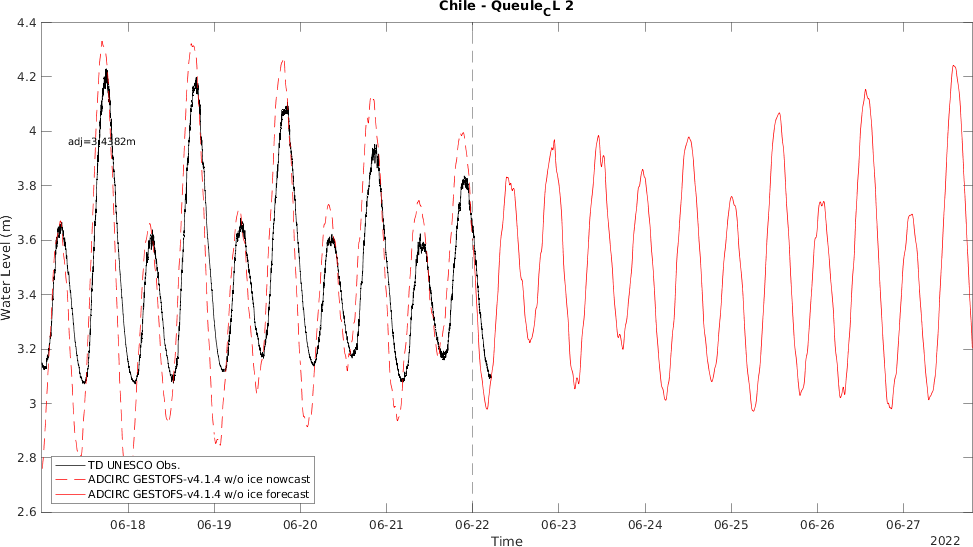 Chile - Queule_CL 2
4.4
4.2
4
adj=3.4382m
3.8
3.6
Water Level (m)
3.4
3.2
3
2.8
TD UNESCO Obs.
ADCIRC GESTOFS-v4.1.4 w/o ice nowcast
ADCIRC GESTOFS-v4.1.4 w/o ice forecast
2.6
06-18 06-19 06-20 06-21 06-22 06-23 06-24 06-25 06-26 06-27
Time 2022